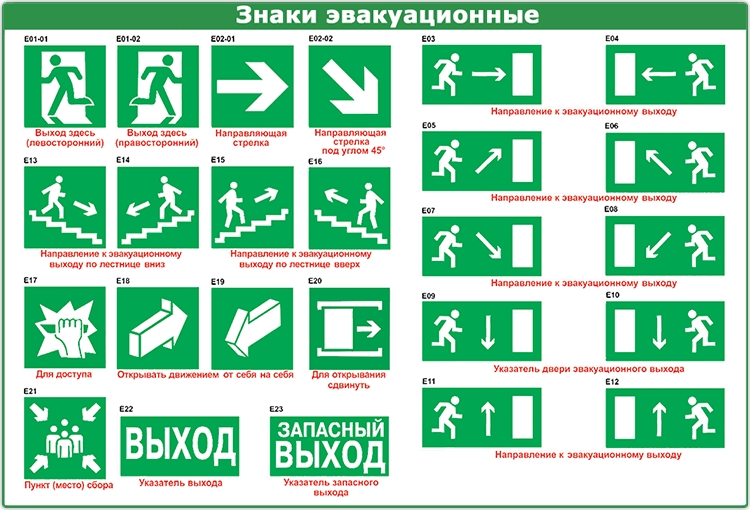 Знаки эвакуационные
E01-01
E01-02
E02-01
E02-02
Выход здесь
(левосторонний)
Выход здесь
(правосторонний)
Направляющая
стрелка
Направляющая
стрелка
под углом 45°
E13
E14
E15
E16
Направление к эвакуационному
выходу по лестнице вниз
Направление к эвакуационному
выходу по лестнице вверх
E17
E18
E19
E20
Для доступа
Открывать движением от себя на себя
Для открывания
сдвинуть
E21
E22
E23
ВЫХОД
ЗАПАСНЫЙ
ВЫХОД
Пункт (место) сбора
Указатель выхода
Указатель запасного
выхода
E03
E04
Направление к эвакуационному выходу
E05
E06
Направление к эвакуационному выходу
E07
E08
Направление к эвакуационному выходу
E09
E10
Указатель двери эвакуационного выхода
E11
E12
Направление к эвакуационному выходу